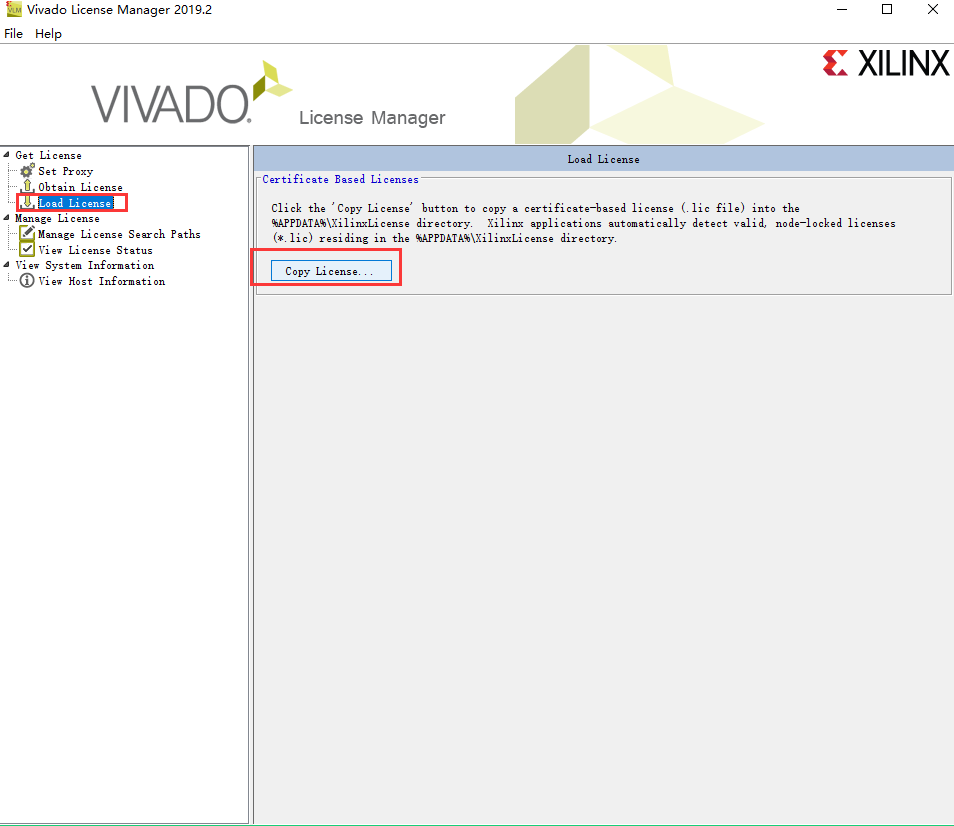 VLM Vivado License Manager 2019.2
File Help
VIVADO. License Manager
XILINX
Get License
Set Proxy
Obtain License
Load License
Manage License
Manage License Search Paths
View License Status
View System Information
View Host Information
Load License
Certificate Based Licenses
Click the 'Copy License' button to copy a certificate-based license (.lic file) into the
%APPDATA%\XilinxLicense directory. Xilinx applications automatically detect valid, node-locked licenses
(*.lic) residing in the %APPDATA%\XilinxLicense directory.
Copy License...